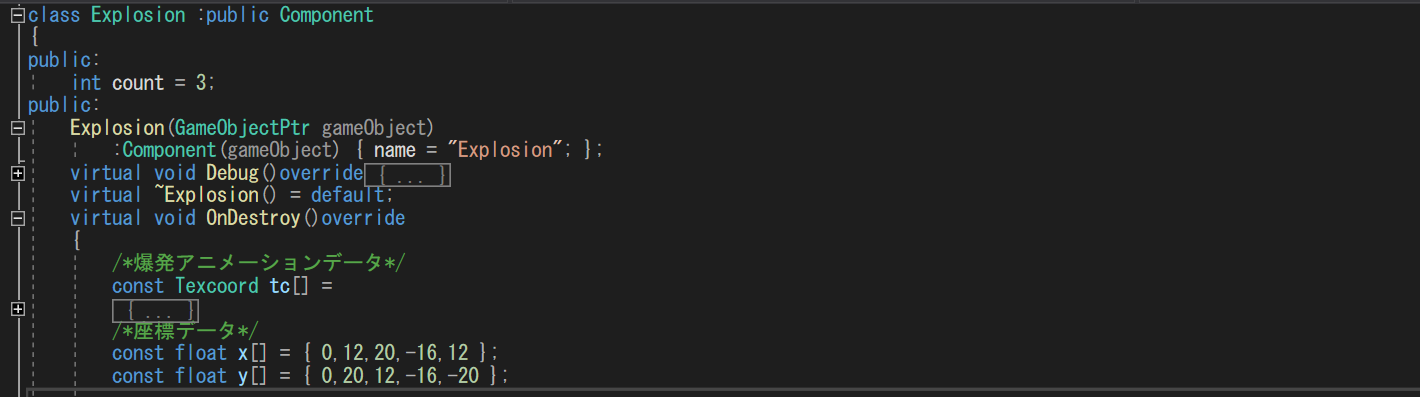 class Explosion :public Component
{
public:
int count = 3;
public:
Explosion(GameObjectPtr gameObject)
:Component(gameObject) { name = "Explosion"; };
virtual void Debug()override{ ... }
virtual ~Explosion() = default;
virtual void OnDestroy()override
{
/*爆発アニメーションデータ*/
const Texcoord tc[] =
{ ... }
/*座標データ*/
const float x[] = { 0,12,20,-16,12 };
const float y[] = { 0,20,12,-16,-20 };